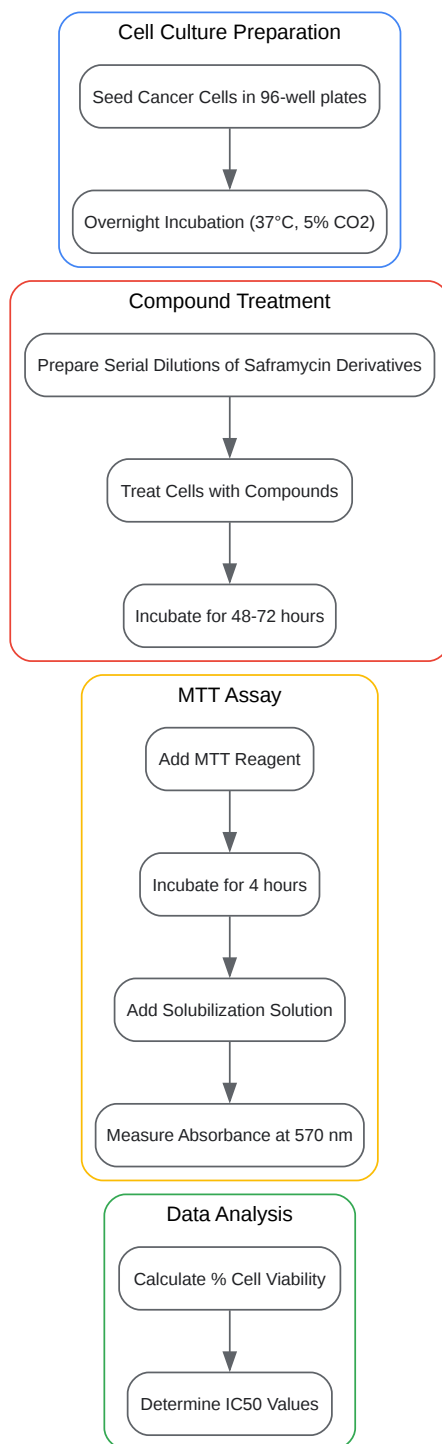 Cell Culture Preparation
Seed Cancer Cells in 96-well plates
Overnight Incubation (37°C, 5% CO2)
Compound Treatment
Prepare Serial Dilutions of Saframycin Derivatives
Treat Cells with Compounds
Incubate for 48-72 hours
MTT Assay
Add MTT Reagent
Incubate for 4 hours
Add Solubilization Solution
Measure Absorbance at 570 nm
Data Analysis
Calculate % Cell Viability
Determine IC50 Values